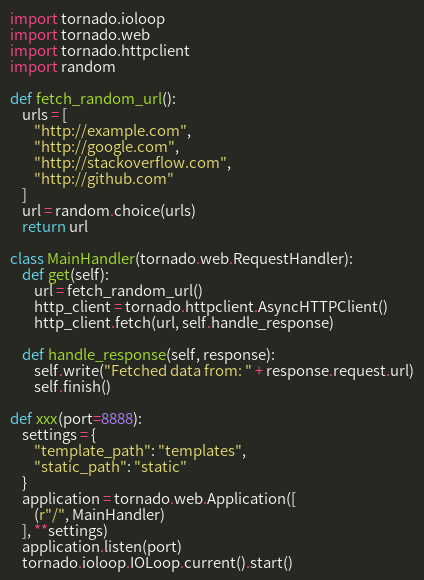 import tornado.ioloop
import tornado.web
import tornado.httpclient
import random

def fetch_random_url():
    urls = [
        "http://example.com",
        "http://google.com",
        "http://stackoverflow.com",
        "http://github.com"
    ]
    url = random.choice(urls)
    return url

class MainHandler(tornado.web.RequestHandler):
    def get(self):
        url = fetch_random_url()
        http_client = tornado.httpclient.AsyncHTTPClient()
        http_client.fetch(url, self.handle_response)

    def handle_response(self, response):
        self.write("Fetched data from: " + response.request.url)
        self.finish()

def xxx(port=8888):
    settings = {
        "template_path": "templates",
        "static_path": "static"
    }
    application = tornado.web.Application([
        (r"/", MainHandler)
    ], **settings)
    application.listen(port)
    tornado.ioloop.IOLoop.current().start()